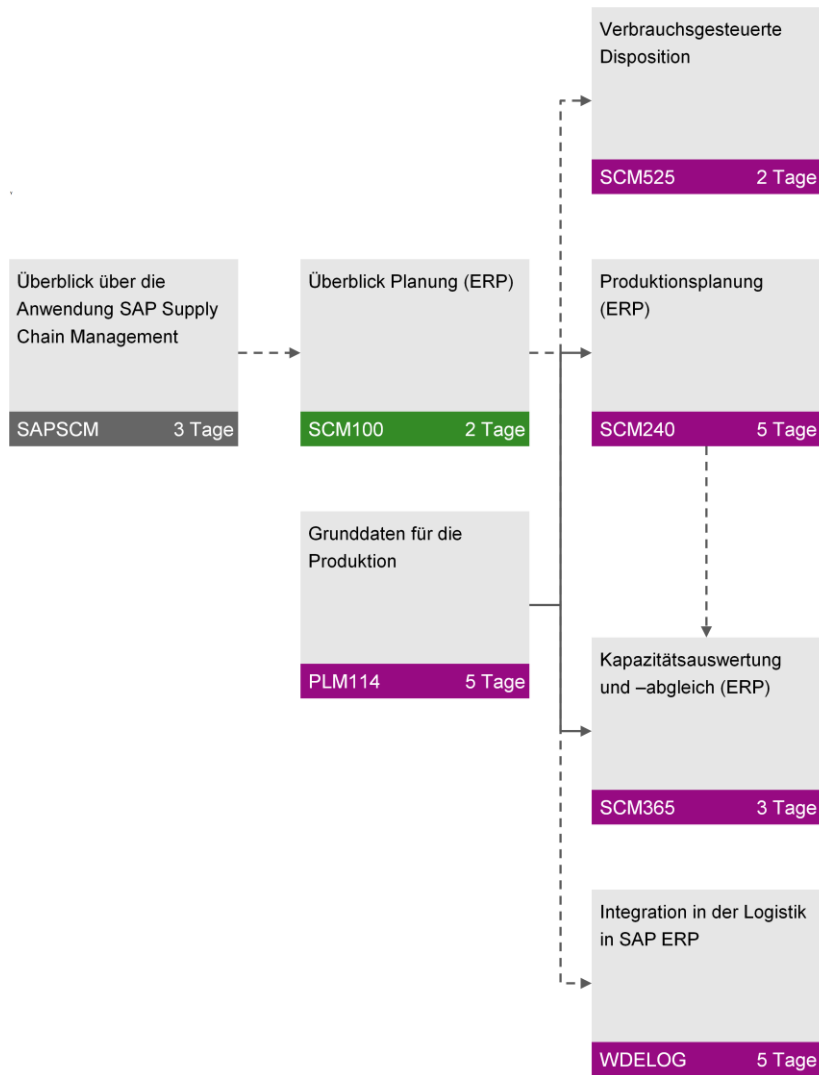 Verbrauchsgesteuerte
Disposition
SCM525 2 Tage
Überblick über die
Anwendung SAP Supply
Chain Management
SAPSCM 3 Tage
Überblick Planung (ERP)
SCM100 2 Tage
Produktionsplanung
(ERP)
SCM240 5 Tage
Grunddaten für die
Produktion
PLM114 5 Tage
Kapazitätsauswertung
und –abgleich (ERP)
SCM365 3 Tage
Integration in der Logistik
in SAP ERP
WDELOG 5 Tage